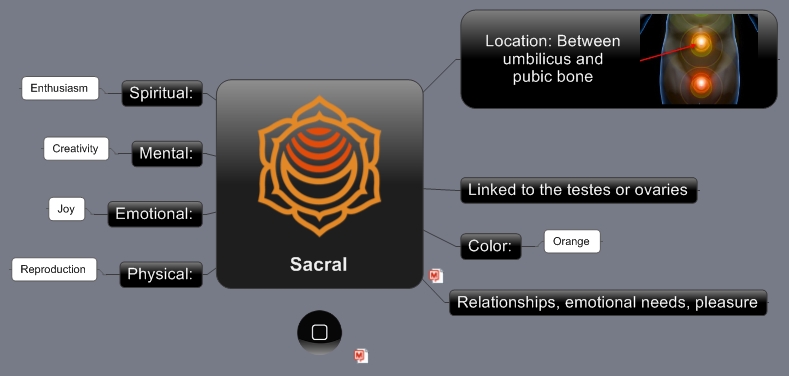 Location: Between
umbilicus and
pubic bone
Enthusiasm
Spiritual:
Creativity
Mental:
Joy
Emotional:
Reproduction
Physical:
Sacral
Linked to the testes or ovaries
Color:
Orange
Relationships, emotional needs, pleasure